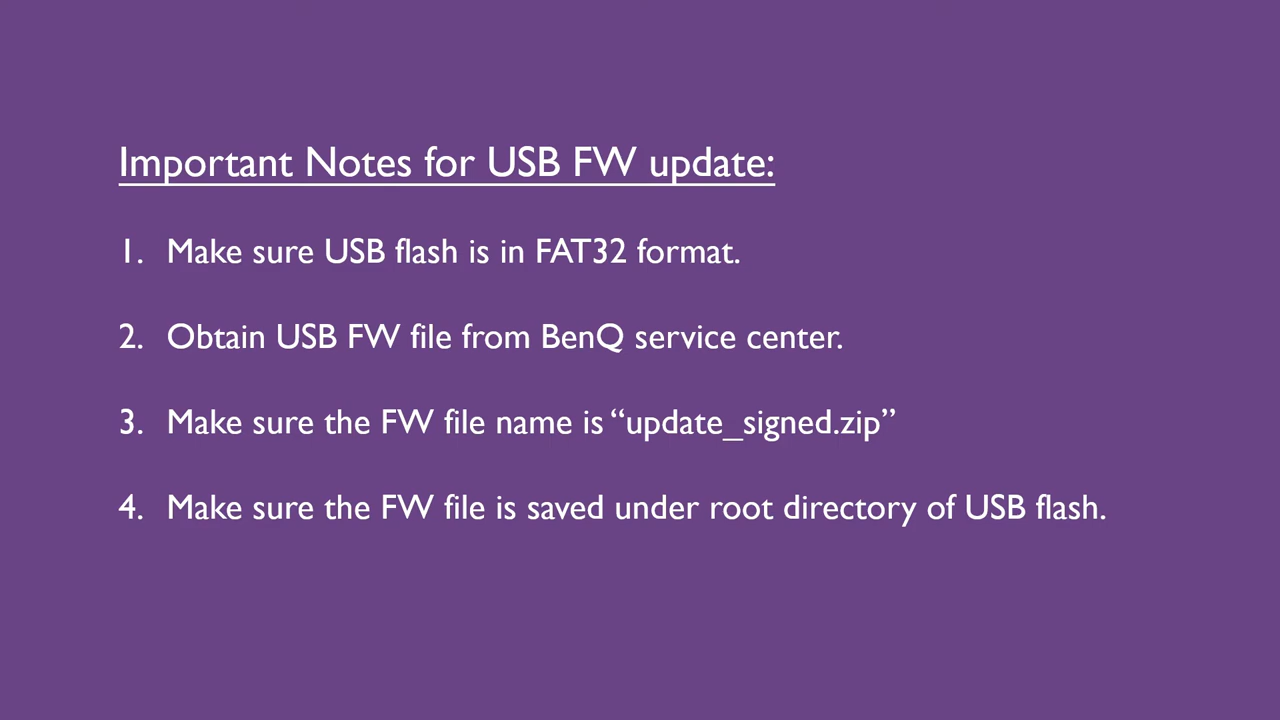 Important Notes for USB FW update:
1. Make sure USB flash is in FAT32 format.
2. Obtain USB FW file from BenQ service center.
3. Make sure the FW file name is “update_signed.zip”
4. Make sure the FW file is saved under root directory of USB flash.